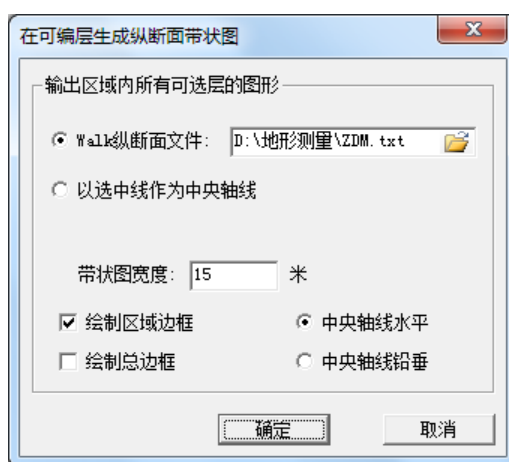 在可编层生成纵断面带状图
输出区域内所有可选层的图形
Walk纵断面文件: D:\地形测量\ZDM.txt
以选中线作为中央轴线
带状图宽度: 15 米
绘制区域边框 中央轴线水平
绘制总边框 中央轴线铅垂
确定 取消